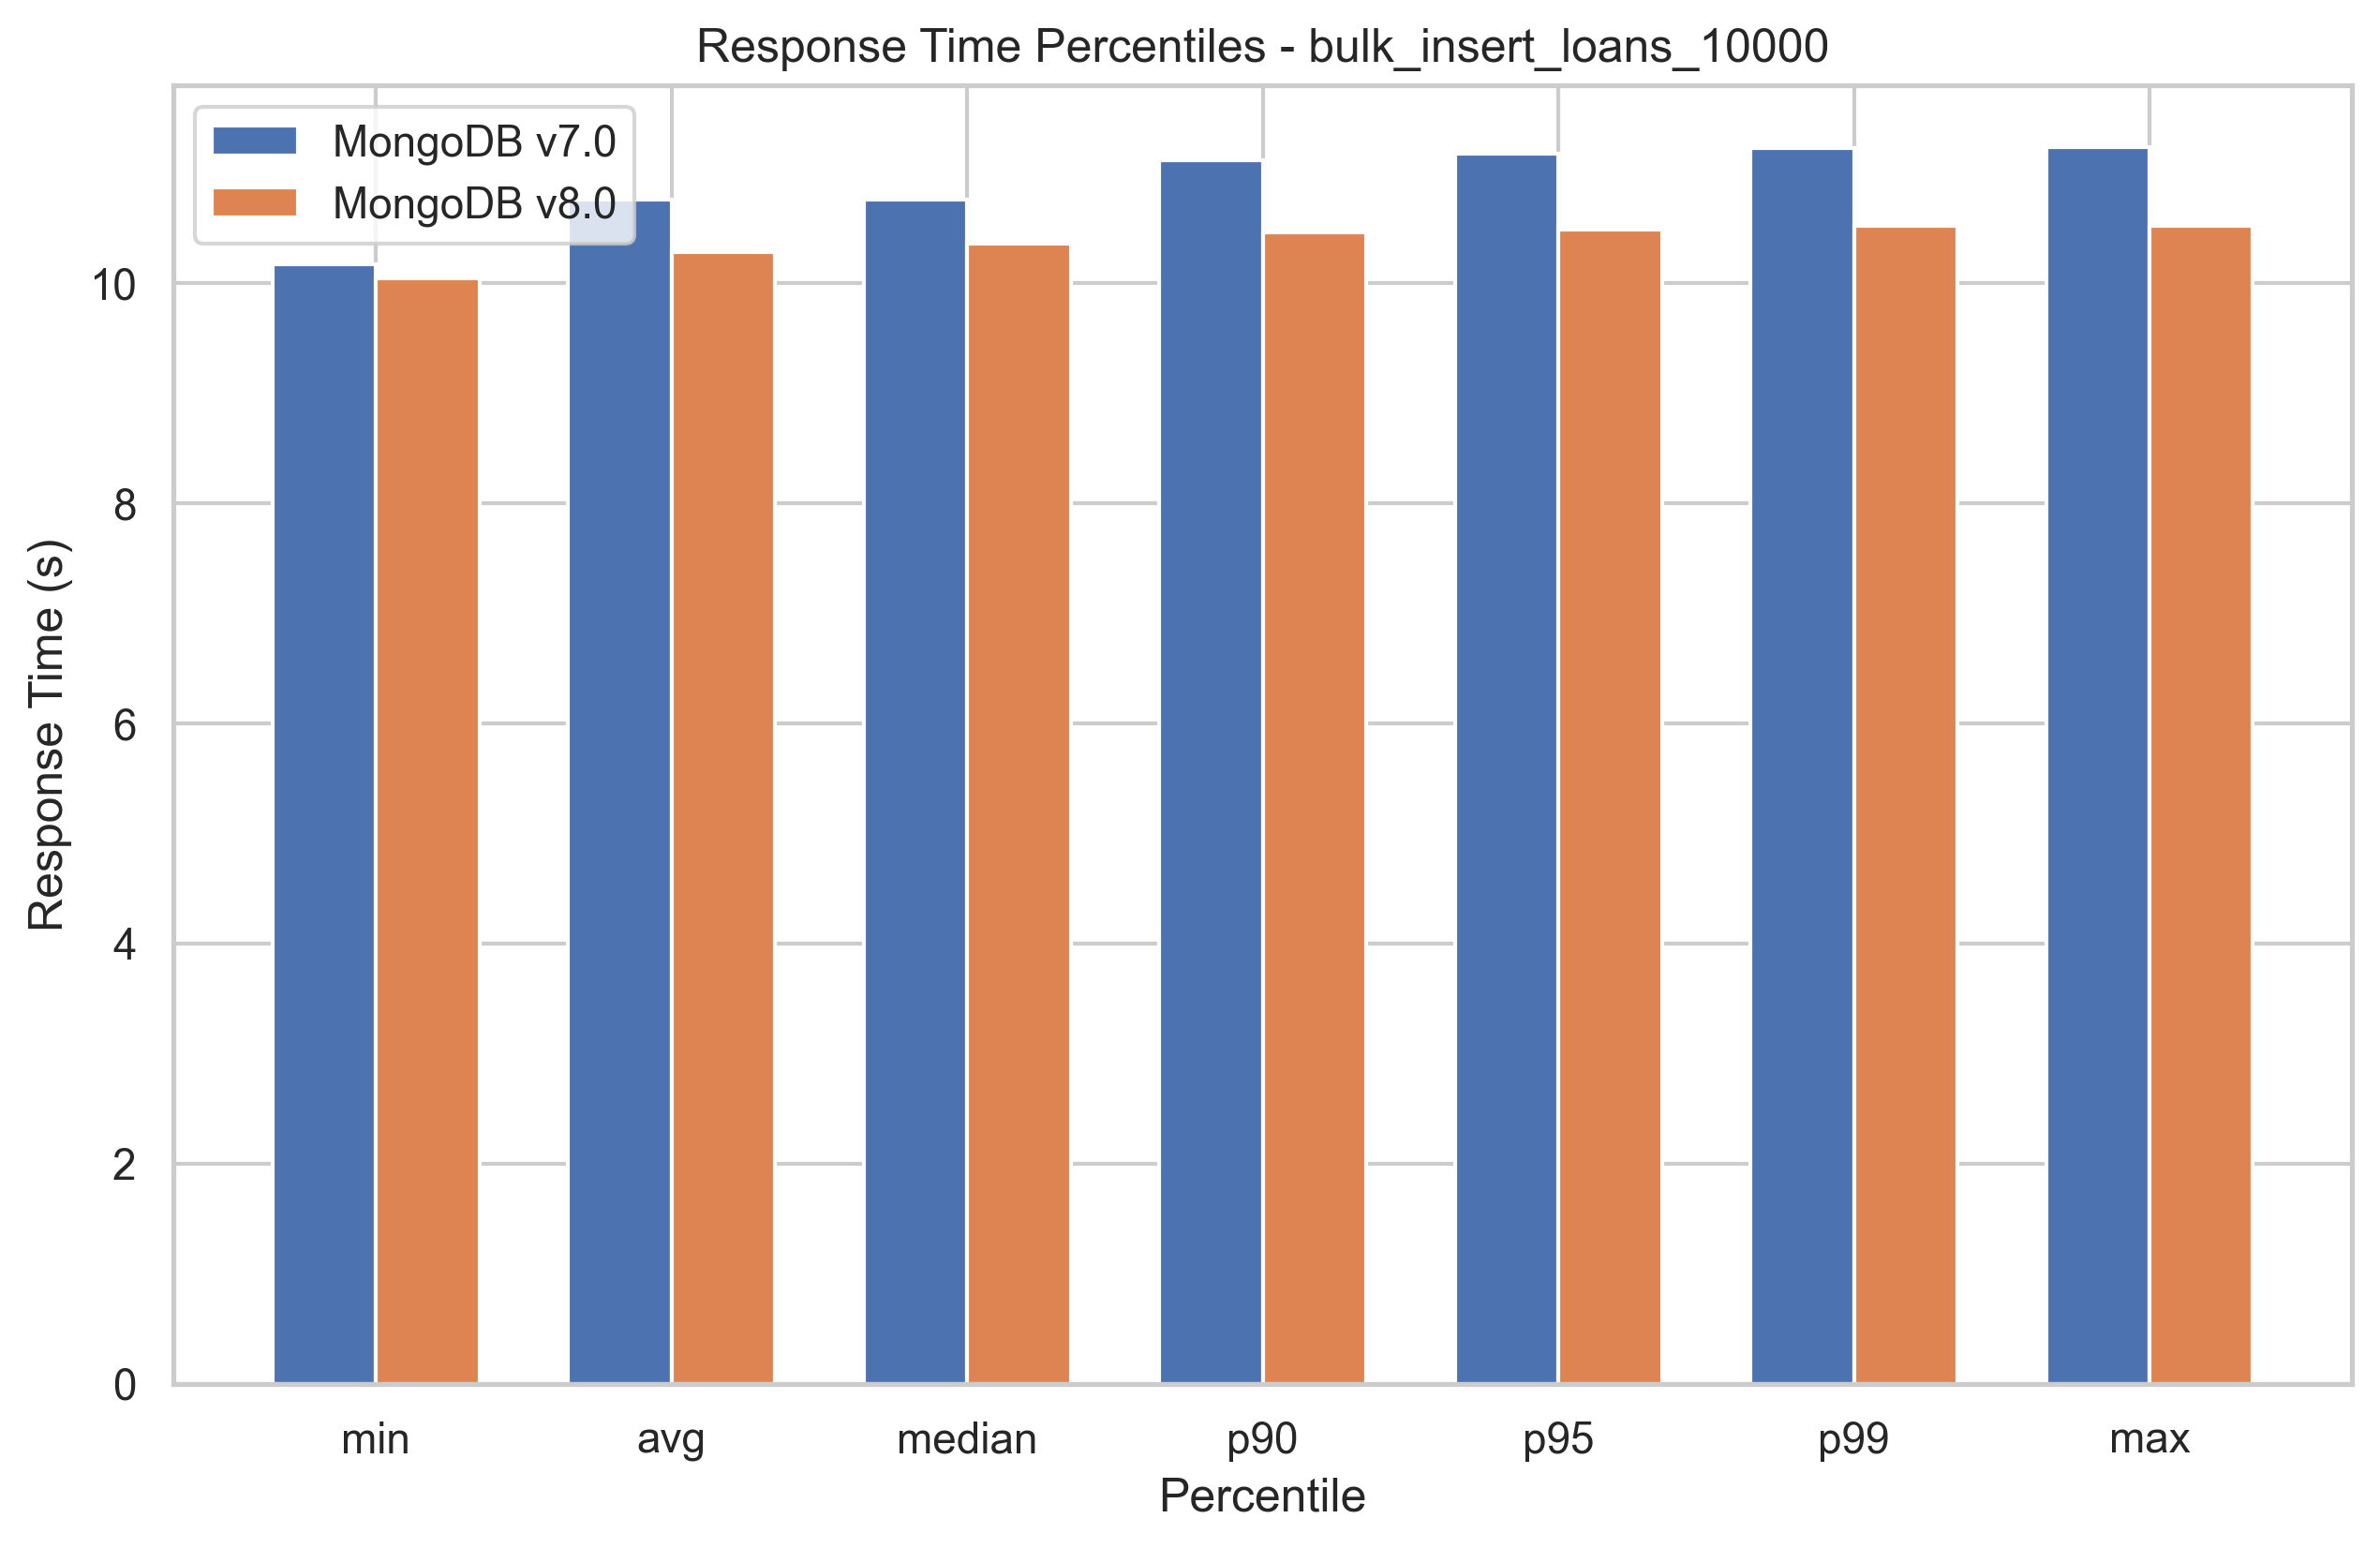 Response Time Percentiles - bulk_insert_loans_10000
MongoDB v7.0
MongoDB v8.0
Response Time (s)
10
8
6
4
2
0
min avg median p90 p95 p99 max
Percentile